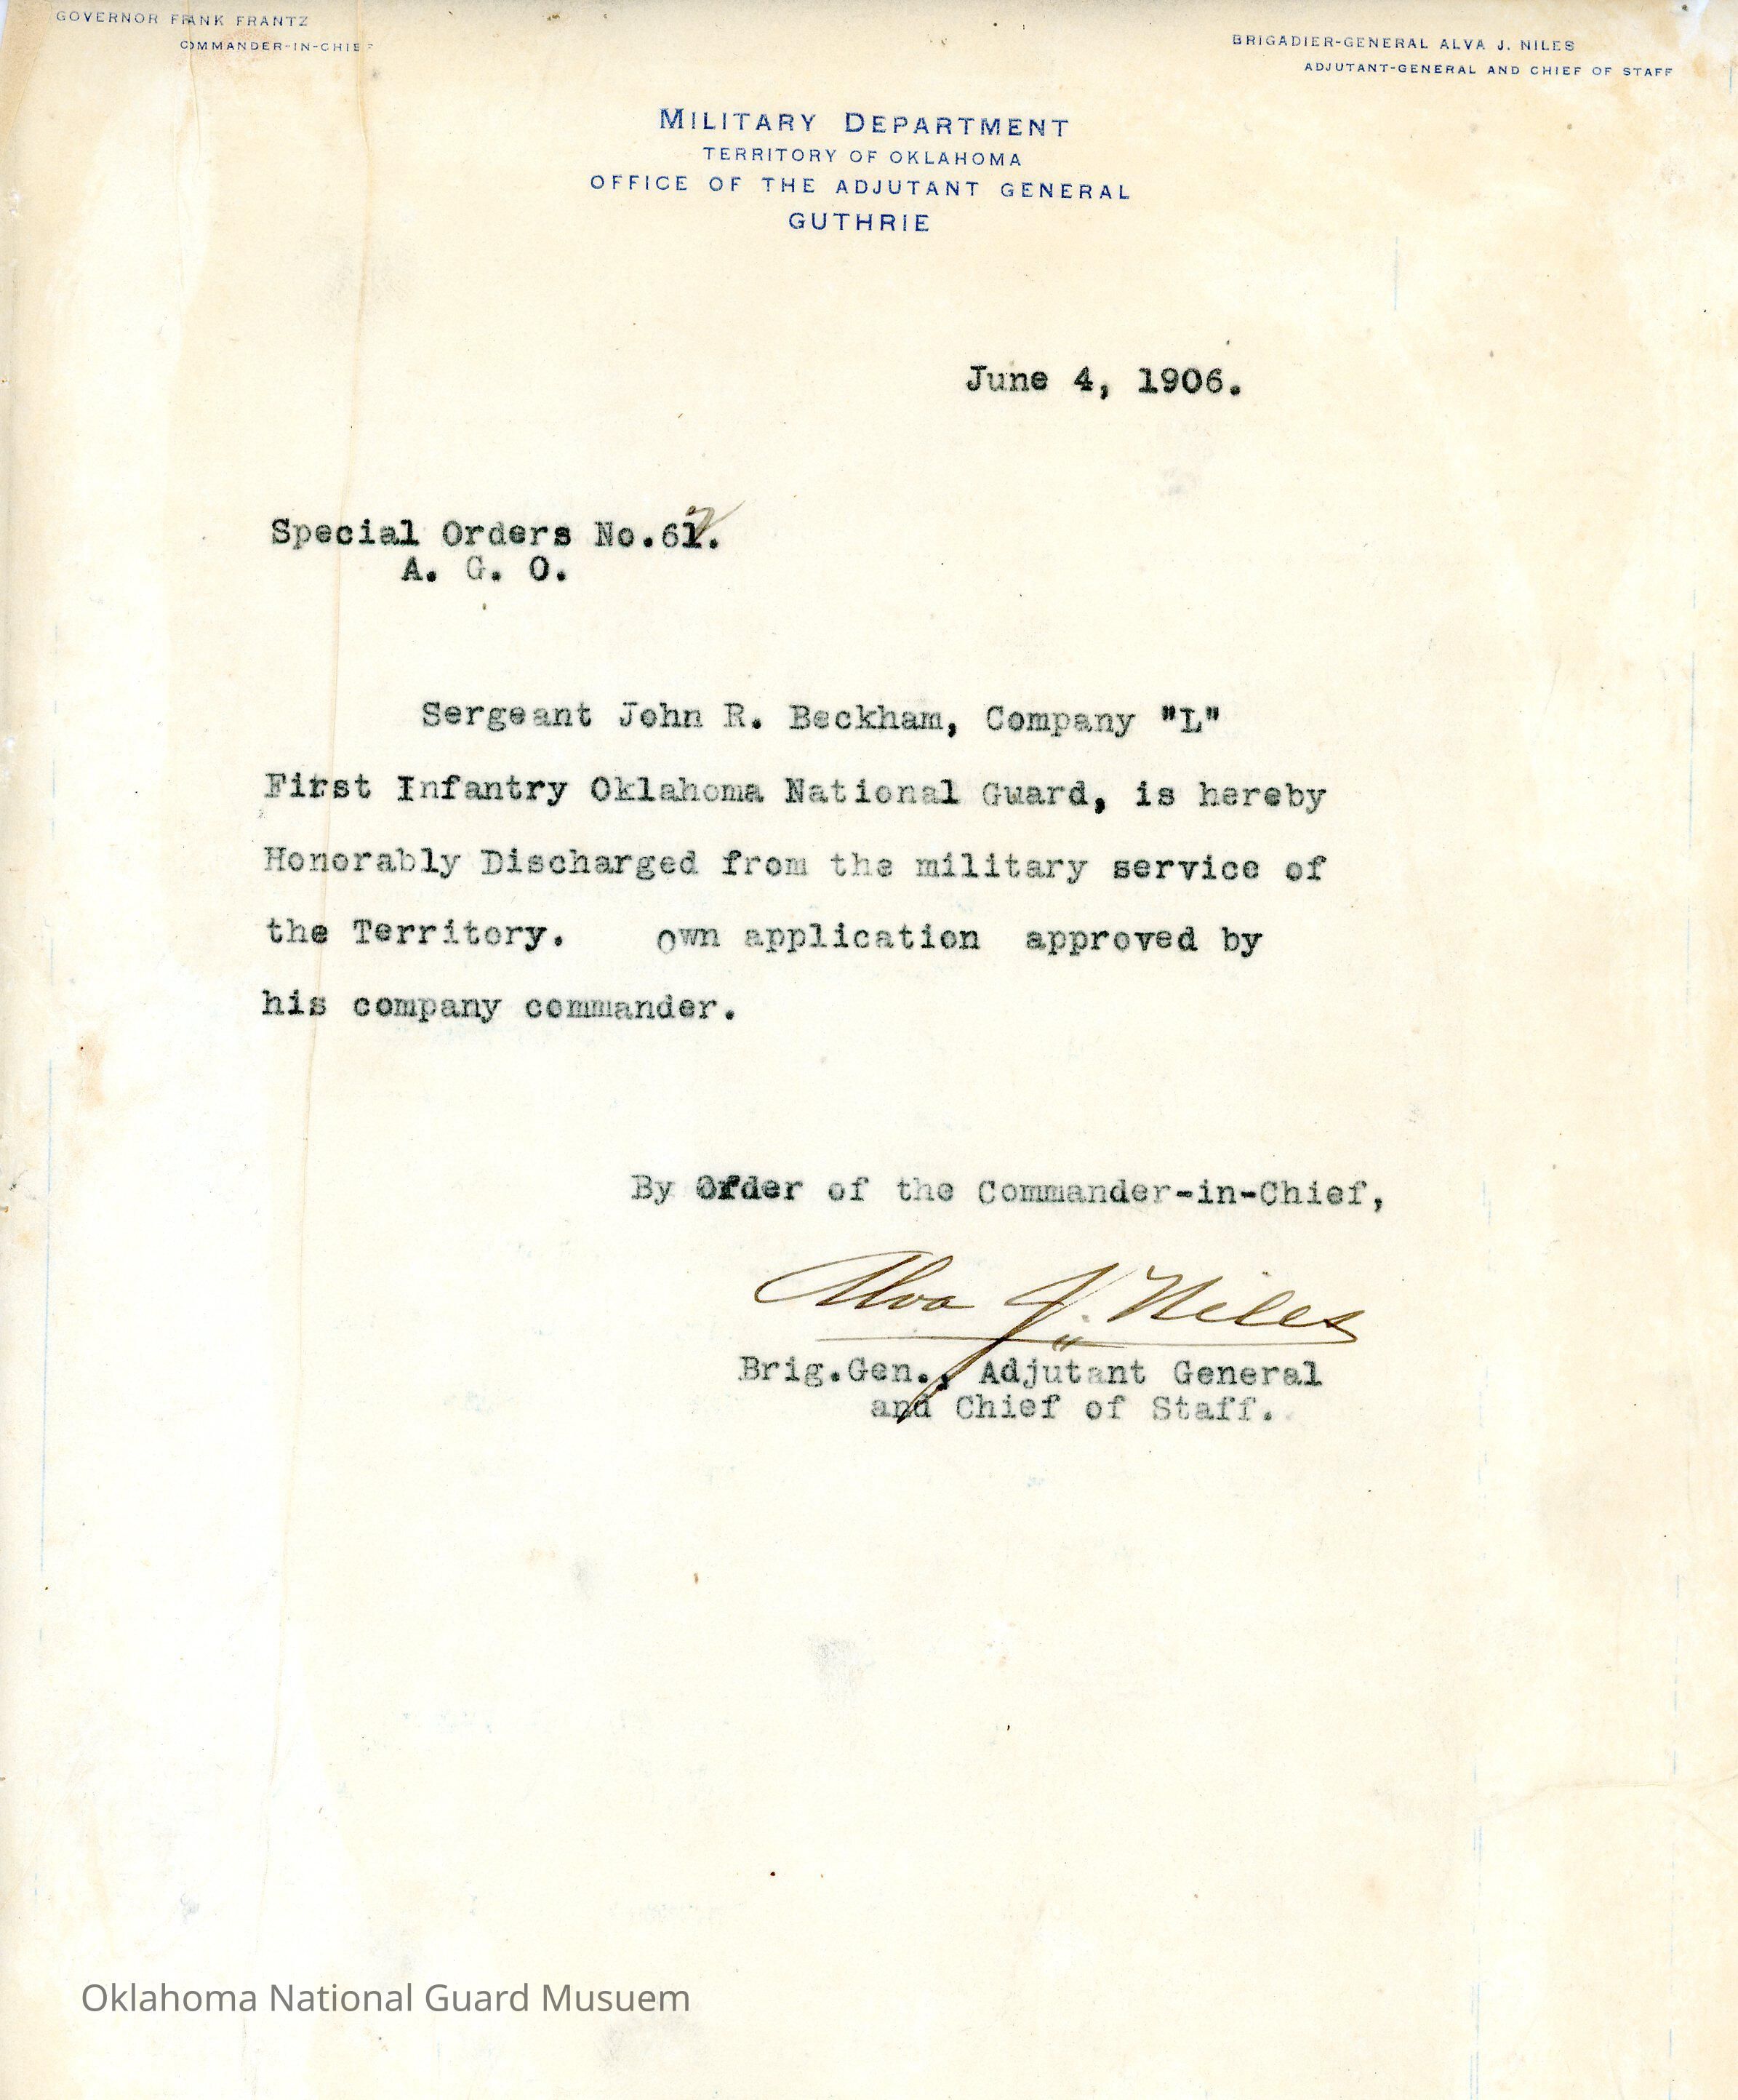 GOVERNOR FRANK FRANTZ
COMMANDER-IN-CHIEF
BRIGADIER-GENERAL ALVA J. NILES
ADJUTANT-GENERAL AND CHIEF OF STAFF
MILITARY DEPARTMENT
TERRITORY OF OKLAHOMA
OFFICE OF THE ADJUTANT GENERAL
GUTHRIE
June 4, 1906.
Special Orders No.62.
A. G. O.
Sergeant John R. Beckham, Company "L"
First Infantry Oklahoma National Guard, is hereby
Honorably Discharged from the military service of
the Territory. Own application approved by
his company commander.
By Order of the Commander-in-Chief,
Alva J. Niles
Brig.Gen., Adjutant General
and Chief of Staff.
Oklahoma National Guard Musuem